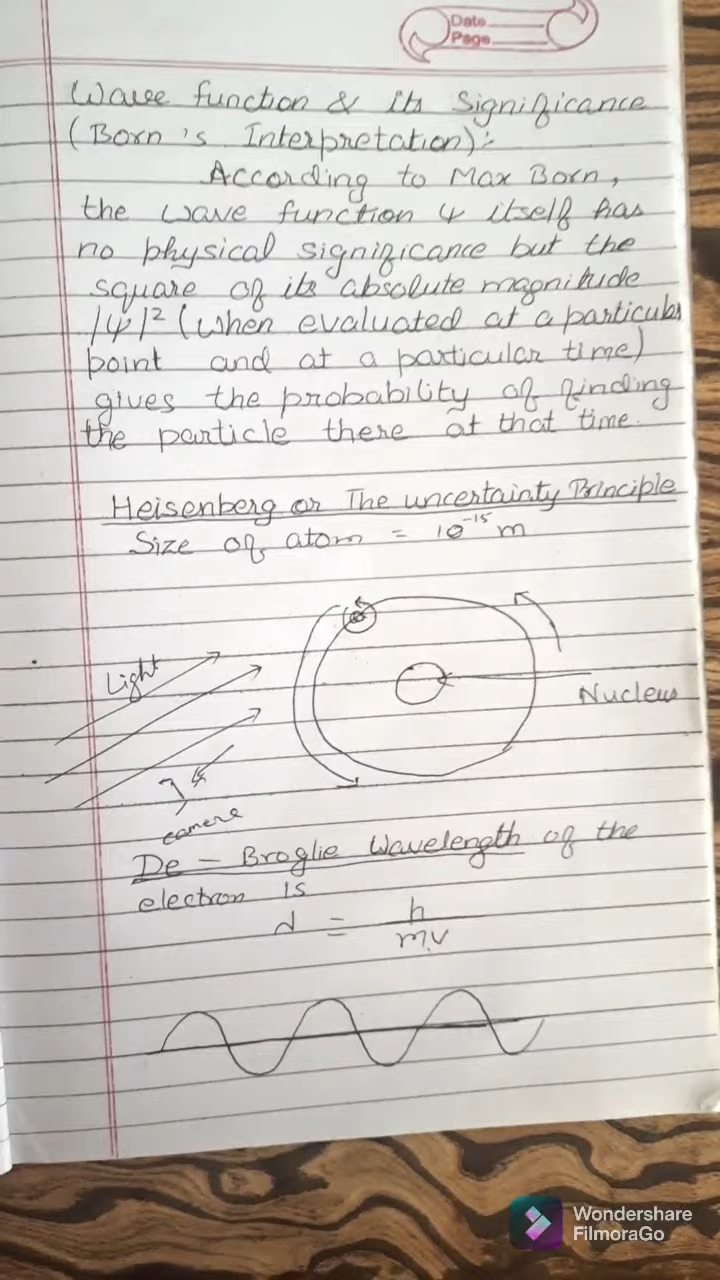 Date
Page
Wave function & its Significance
(Born's Interpretation):-
According to Max Born,
the wave function ψ itself has
no physical significance but the
square of its absolute magnitude
|ψ|² (when evaluated at a particular
point and at a particular time)
gives the probability of finding
the particle there at that time.
Heisenberg or The uncertainty Principle
Size of atom = 10⁻¹⁵ m
Light
Nucleus
camera
De - Broglie Wavelength of the
electron is
λ = h
mv
Wondershare
FilmoraGo